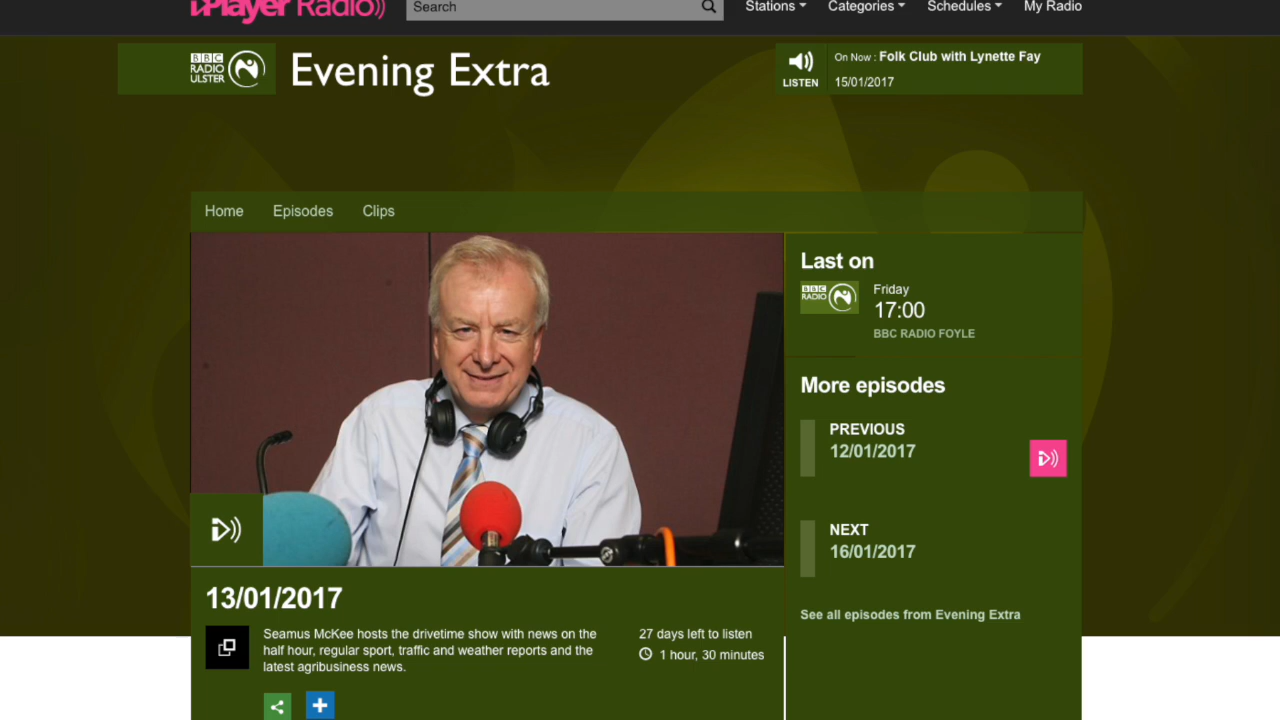 iPlayer Radio
Search
Stations
Categories
Schedules
My Radio
BBC
RADIO
ULSTER
Evening Extra
LISTEN
On Now : Folk Club with Lynette Fay
15/01/2017
Home
Episodes
Clips
Last on
BBC
RADIO
Friday
17:00
BBC RADIO FOYLE
More episodes
PREVIOUS
12/01/2017
NEXT
16/01/2017
See all episodes from Evening Extra
13/01/2017
Seamus McKee hosts the drivetime show with news on the
half hour, regular sport, traffic and weather reports and the
latest agribusiness news.
27 days left to listen
1 hour, 30 minutes